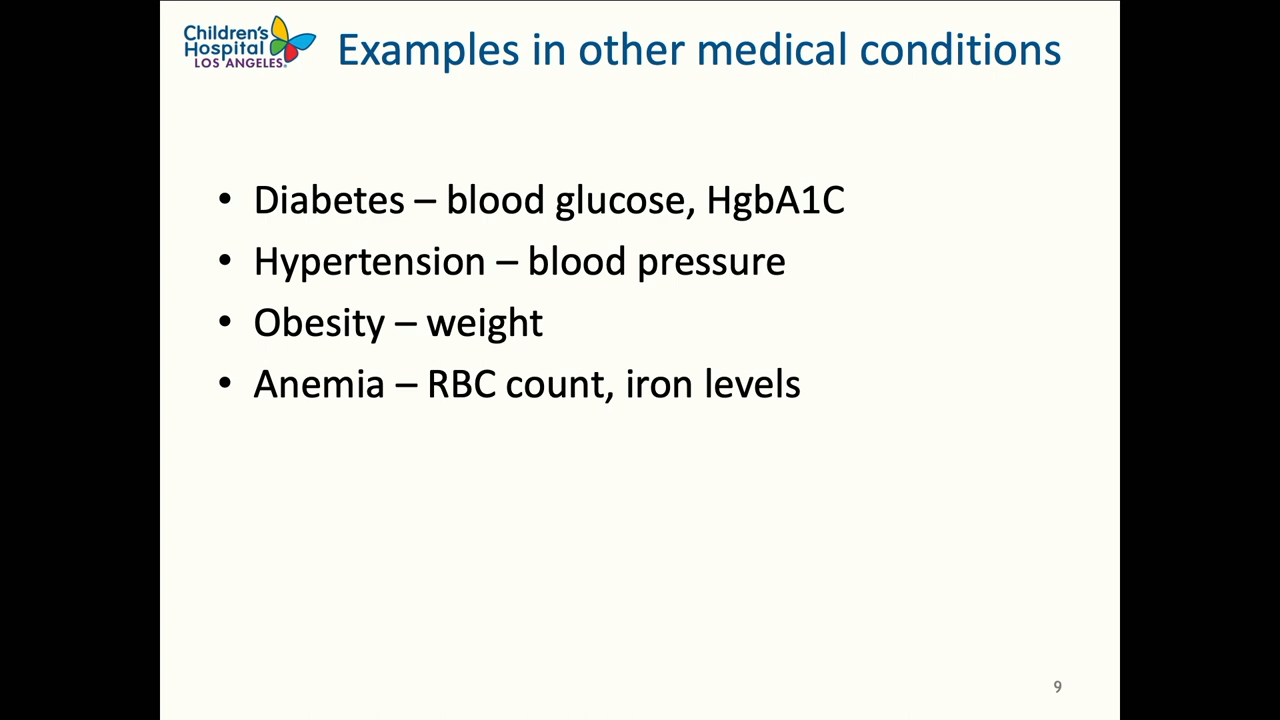 Children's
Hospital
LOS ANGELES®
Examples in other medical conditions
• Diabetes – blood glucose, HgbA1C
• Hypertension – blood pressure
• Obesity – weight
• Anemia – RBC count, iron levels
9